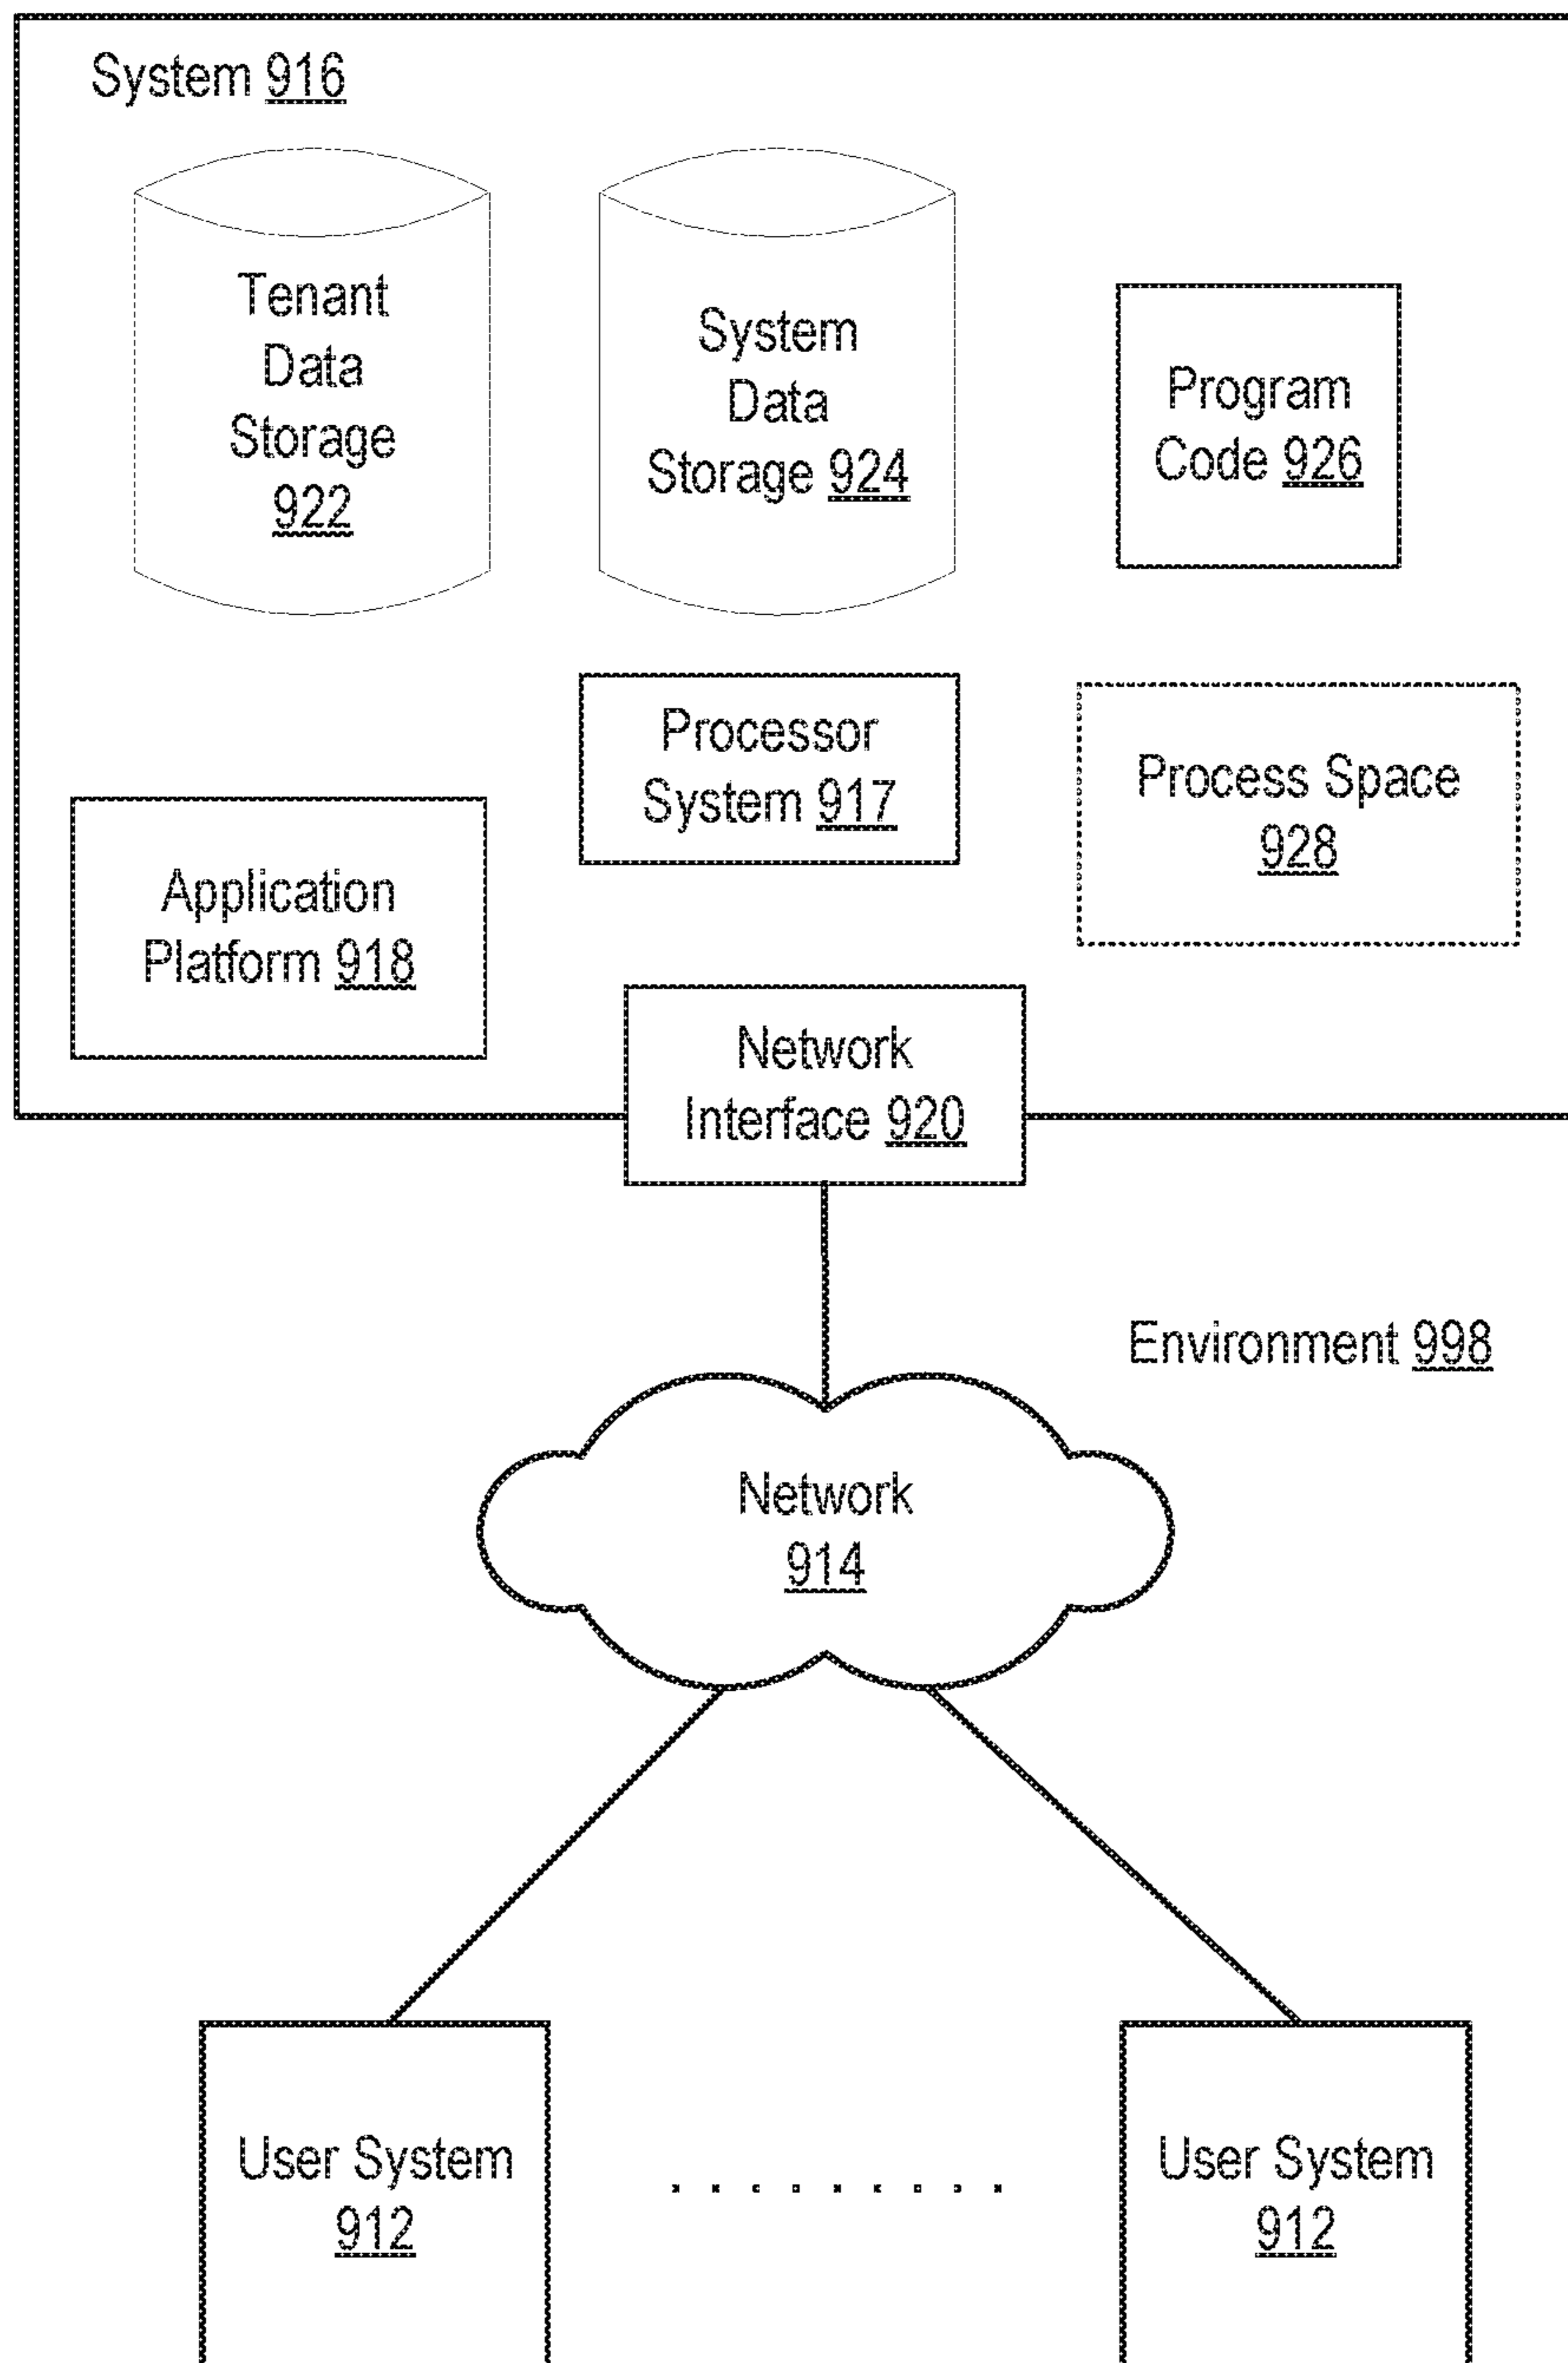 System 916
Tenant
Data
Storage
922
System
Data
Storage 924
Program
Code 926
Processor
System 917
Process Space
928
Application
Platform 918
Network
Interface 920
Environment 998
Network
914
User System
912
User System
912